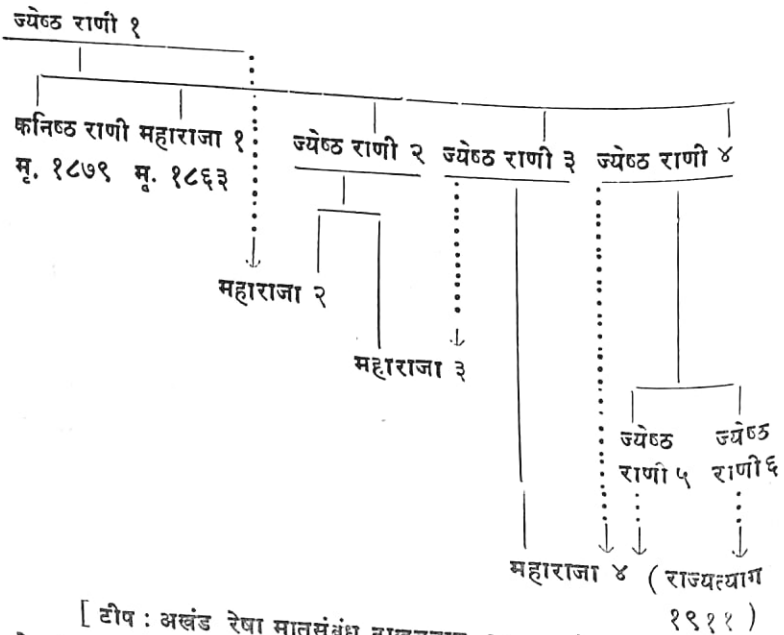 ज्येष्ठ राणी १
कनिष्ठ राणी महाराजा १ ज्येष्ठ राणी २ ज्येष्ठ राणी ३ ज्येष्ठ राणी ४
मृ. १८७९ मृ. १८६३
महाराजा २
महाराजा ३
ज्येष्ठ ज्येष्ठ
राणी ५ राणी ६
महाराजा ४ (राज्यत्याग
१९११)
[ टीप : अखंड रेषा मातृसंबंध